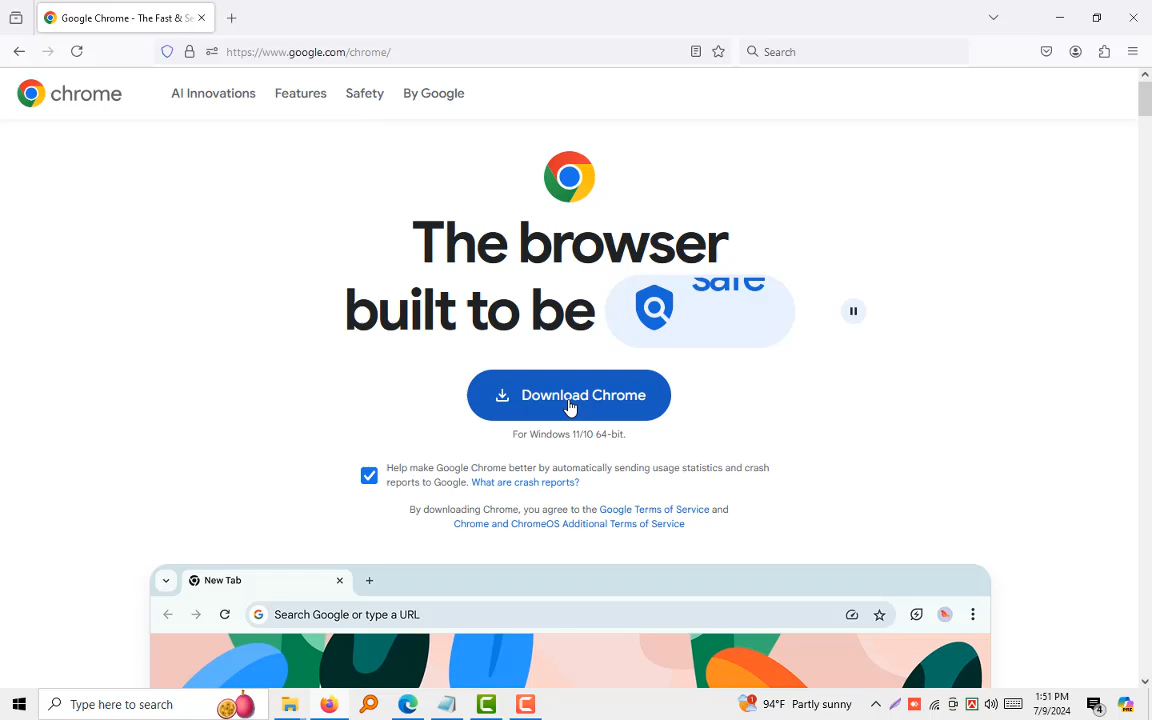 Google Chrome - The Fast & Se
https://www.google.com/chrome/
Search
chrome
AI Innovations
Features
Safety
By Google
The browser
built to be safe
Download Chrome
For Windows 11/10 64-bit.
Help make Google Chrome better by automatically sending usage statistics and crash
reports to Google. What are crash reports?
By downloading Chrome, you agree to the Google Terms of Service and
Chrome and ChromeOS Additional Terms of Service
New Tab
Search Google or type a URL
Type here to search
94°F Partly sunny
1:51 PM
7/9/2024
4